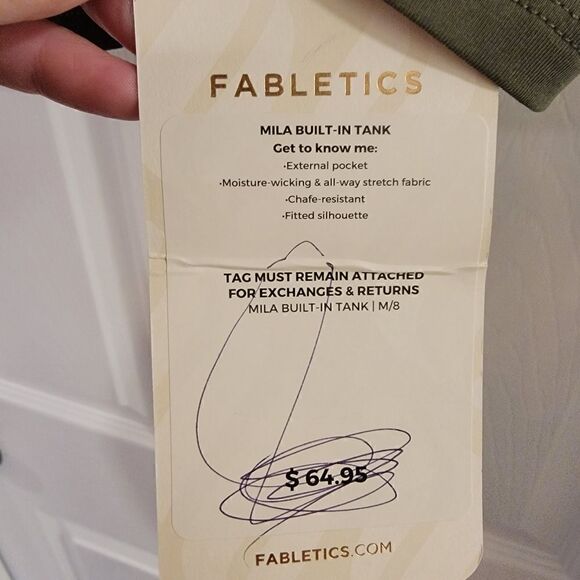 FABLETICS
MILA BUILT-IN TANK
Get to know me:
•External pocket
•Moisture-wicking & all-way stretch fabric
•Chafe-resistant
•Fitted silhouette
TAG MUST REMAIN ATTACHED
FOR EXCHANGES & RETURNS
MILA BUILT-IN TANK | M/8
$ 64.95
FABLETICS.COM